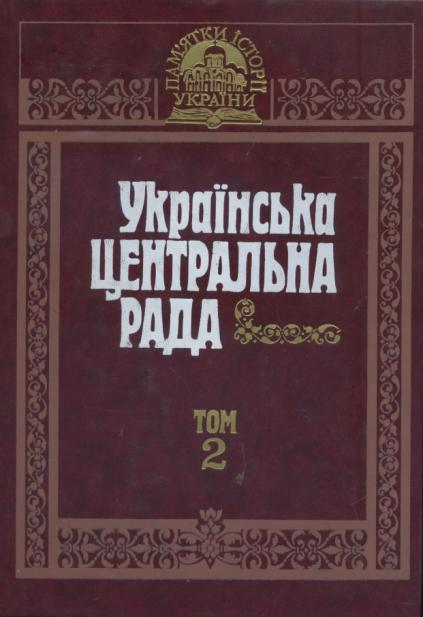 ПАМ'ЯТКИ ІСТОРІЇ
УКРАЇНИ
Українська
ЦЕНТРАЛЬНА
РАДА
ТОМ
2